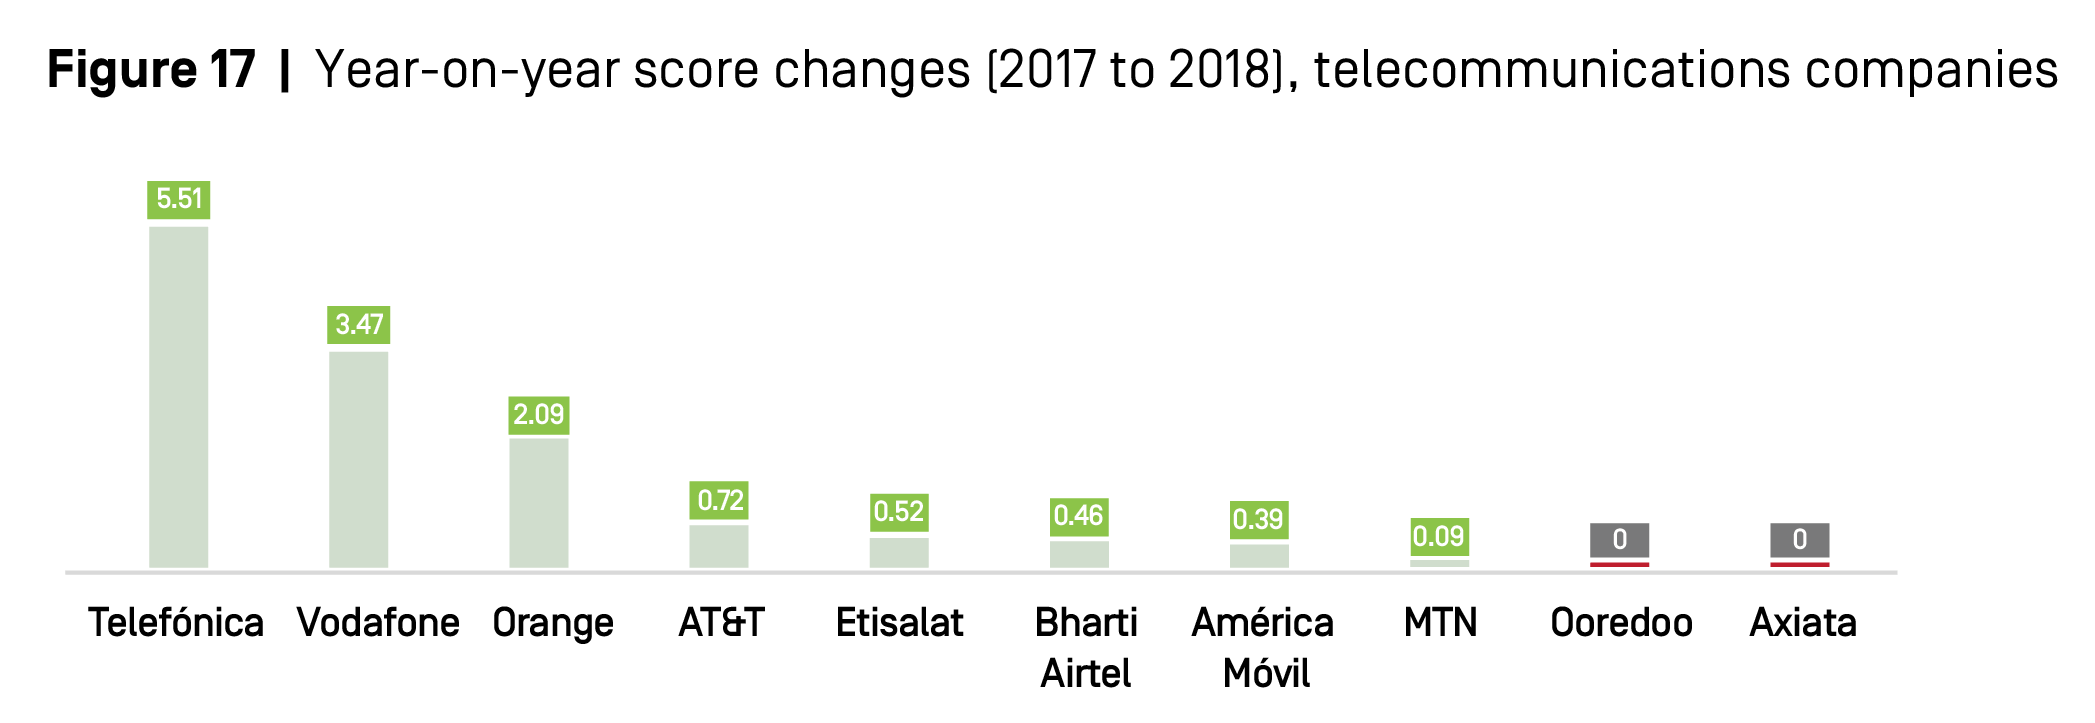 Figure 17 | Year-on-year score changes (2017 to 2018), telecommunications companies
5.51
3.47
2.09
0.72
0.52
0.46
0.39
0.09
0
0
Telefónica
Vodafone
Orange
AT&T
Etisalat
Bharti
Airtel
América
Móvil
MTN
Ooredoo
Axiata